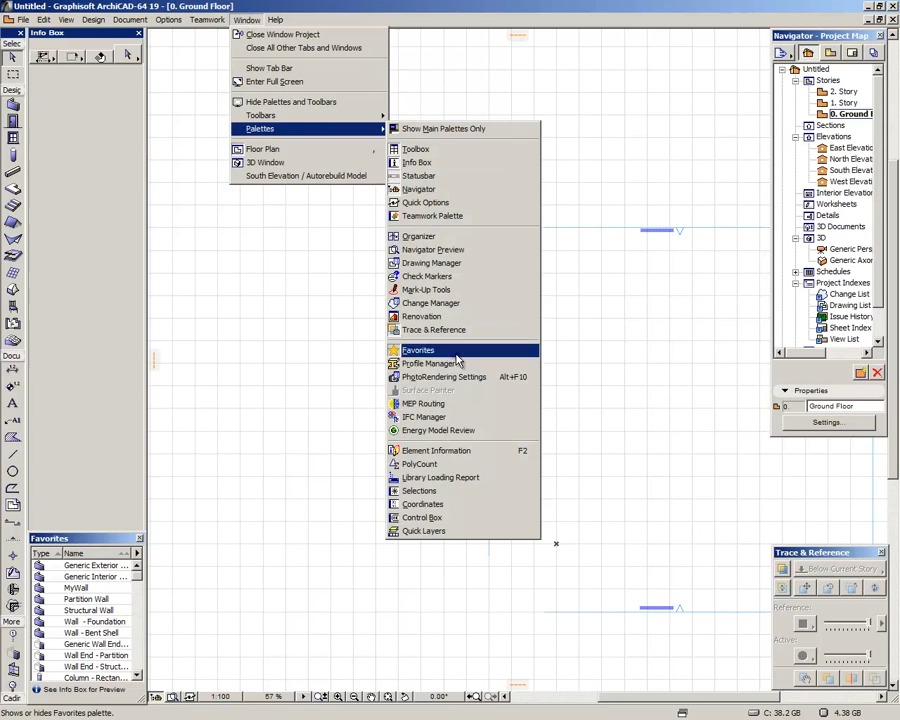 Untitled - Graphisoft ArchiCAD-64 19 - [0. Ground Floor]
File Edit View Design Document Options Teamwork Window Help
Selec
Info Box
Desig
Docu
More
Cadir
Close Window Project
Close All Other Tabs and Windows
Show Tab Bar
Enter Full Screen
Hide Palettes and Toolbars
Toolbars
Palettes
Floor Plan ,
3D Window
South Elevation / Autorebuild Model
Show Main Palettes Only
Toolbox
Info Box
Statusbar
Navigator
Quick Options
Teamwork Palette
Organizer
Navigator Preview
Drawing Manager
Check Markers
Mark-Up Tools
Change Manager
Renovation
Trace & Reference
Favorites
Profile Manager
PhotoRendering Settings Alt+F10
Surface Painter
MEP Routing
IFC Manager
Energy Model Review
Element Information F2
PolyCount
Library Loading Report
Selections
Coordinates
Control Box
Quick Layers
Navigator - Project Map
Untitled
Stories
2. Story
1. Story
0. Ground F
Sections
Elevations
East Elevatio
North Elevat
South Elevat
West Elevati
Interior Elevatio
Worksheets
Details
3D Documents
3D
Generic Pers
Generic Axor
Schedules
Project Indexes
Change List
Drawing List
Issue History
Sheet Index
View List
Properties
0. Ground Floor
Settings...
Trace & Reference
Below Current Story
Reference:
Active:
Favorites
Type Name
Generic Exterior ...
Generic Interior ...
MyWall
Partition Wall
Structural Wall
Wall - Foundation
Wall - Bent Shell
Generic Wall End...
Wall End - Partition
Wall End - Struct...
Column - Rectan...
See Info Box for Preview
1:100 57 % 0.00°
Shows or hides Favorites palette.
C: 38.2 GB 4.38 GB